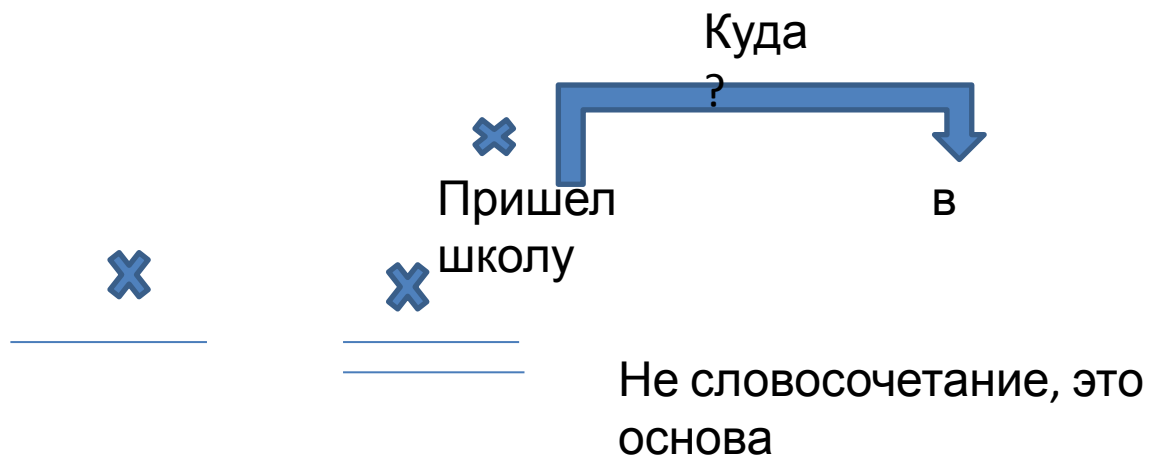 Куда
?
Пришел в
школу
Не словосочетание, это
основа